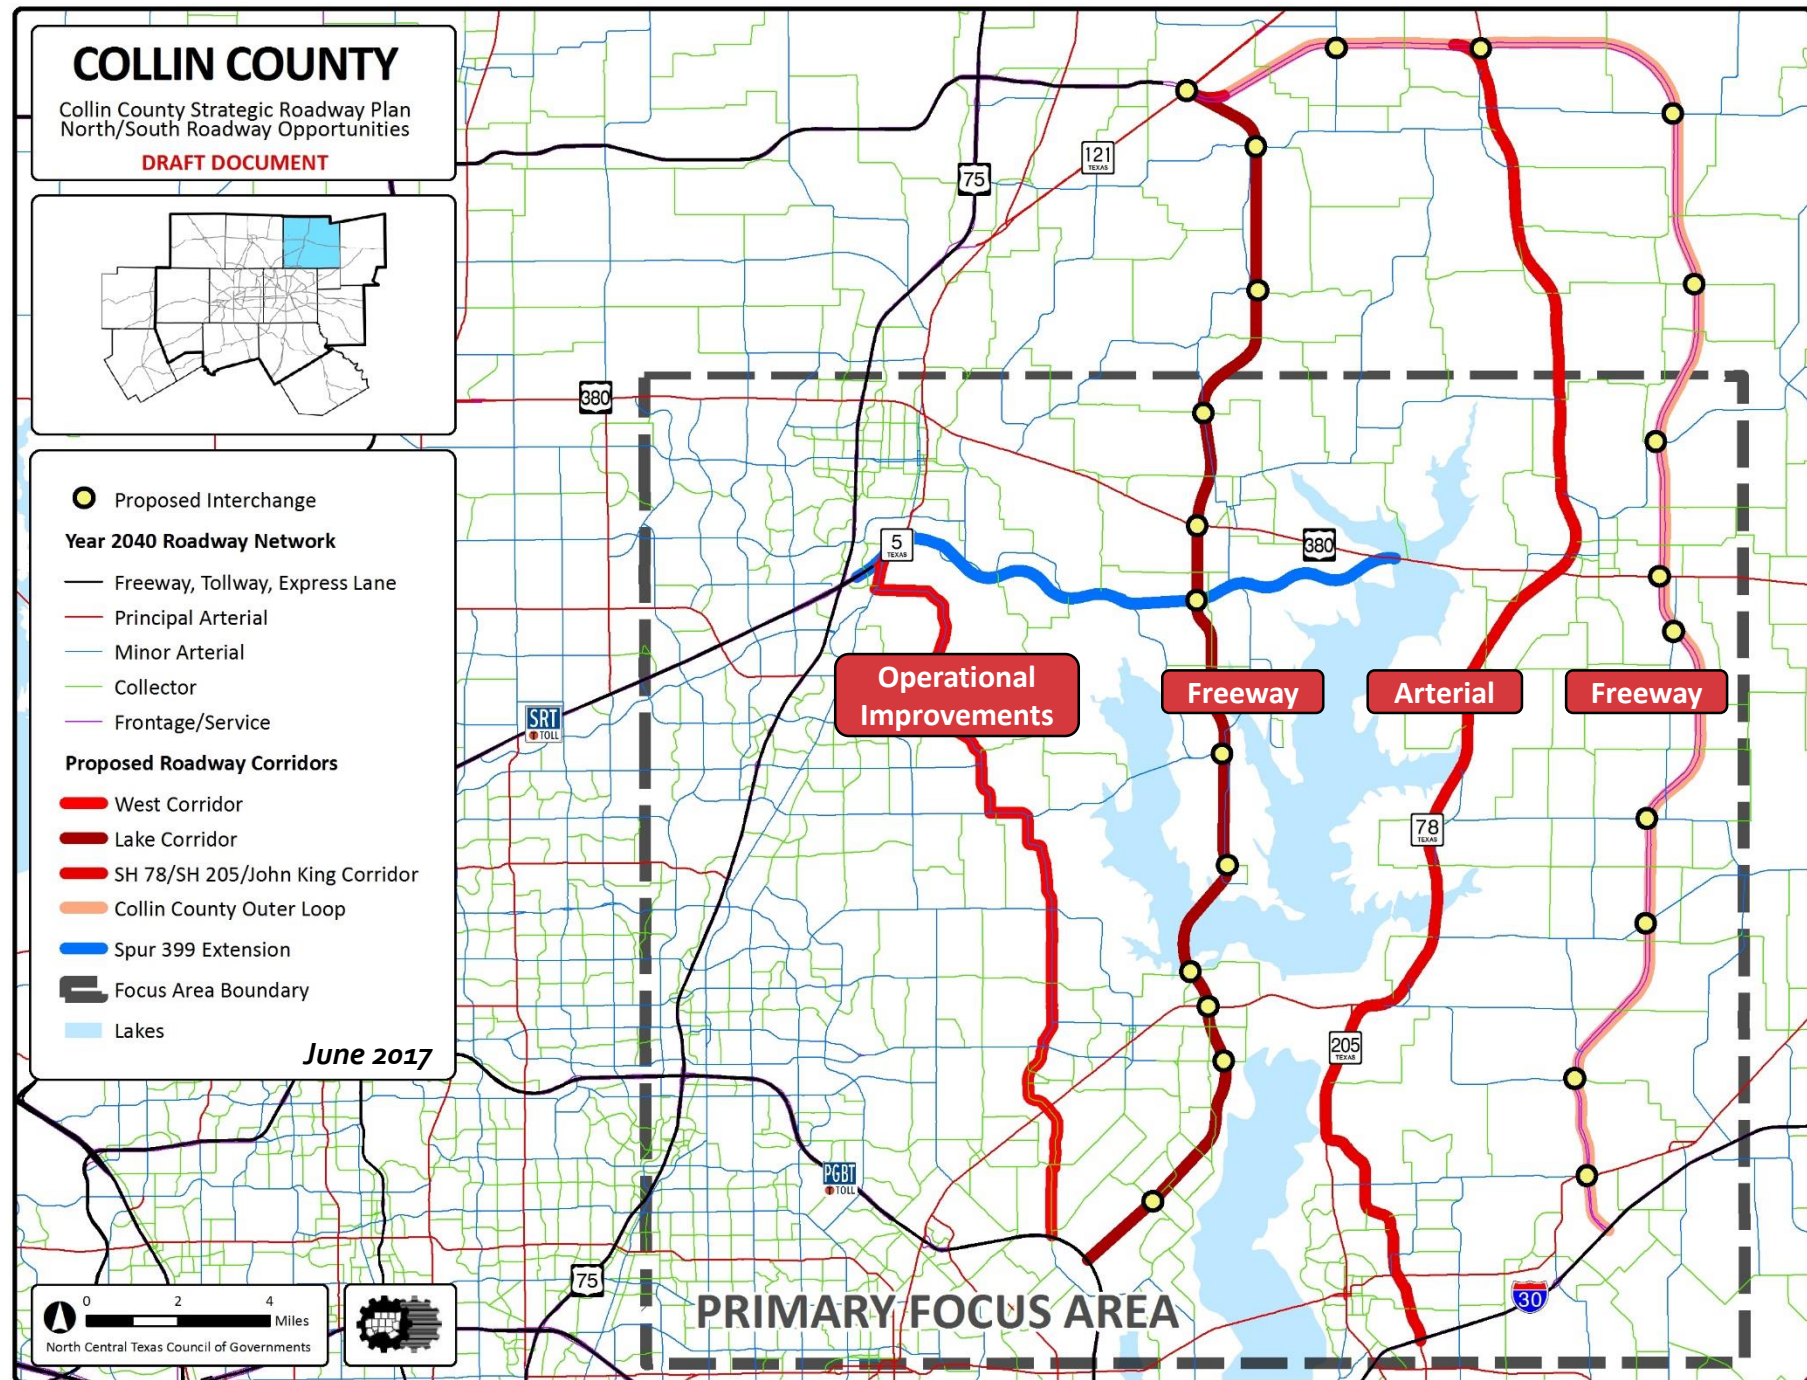 COLLIN COUNTY
Collin County Strategic Roadway Plan
North/South Roadway Opportunities
DRAFT DOCUMENT
Proposed Interchange
Year 2040 Roadway Network
Freeway, Tollway, Express Lane
Principal Arterial
Minor Arterial
Collector
Frontage/Service
Proposed Roadway Corridors
West Corridor
Lake Corridor
SH 78/SH 205/John King Corridor
Collin County Outer Loop
Spur 399 Extension
Focus Area Boundary
Lakes
June 2017
0 2 4
Miles
North Central Texas Council of Governments
121
TEXAS
75
380
5
TEXAS
380
Operational
Improvements
Freeway
Arterial
Freeway
SRT
TOLL
78
TEXAS
205
TEXAS
PGBT
TOLL
75
30
PRIMARY FOCUS AREA